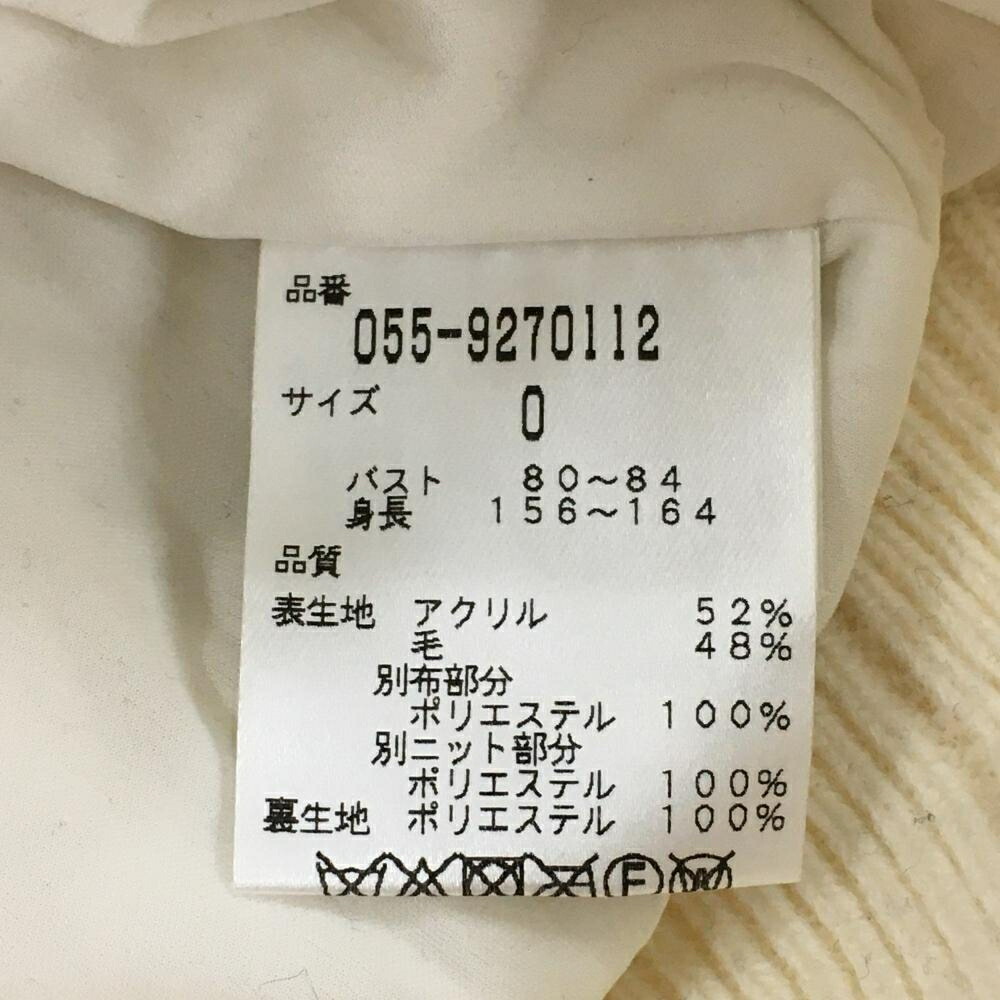 品番
055-9270112
サイズ 0
バスト 80～84
身長 156～164
品質
表生地 アクリル 52%
毛 48%
別布部分
ポリエステル 100%
別ニット部分
ポリエステル 100%
裏生地 ポリエステル 100%
F W